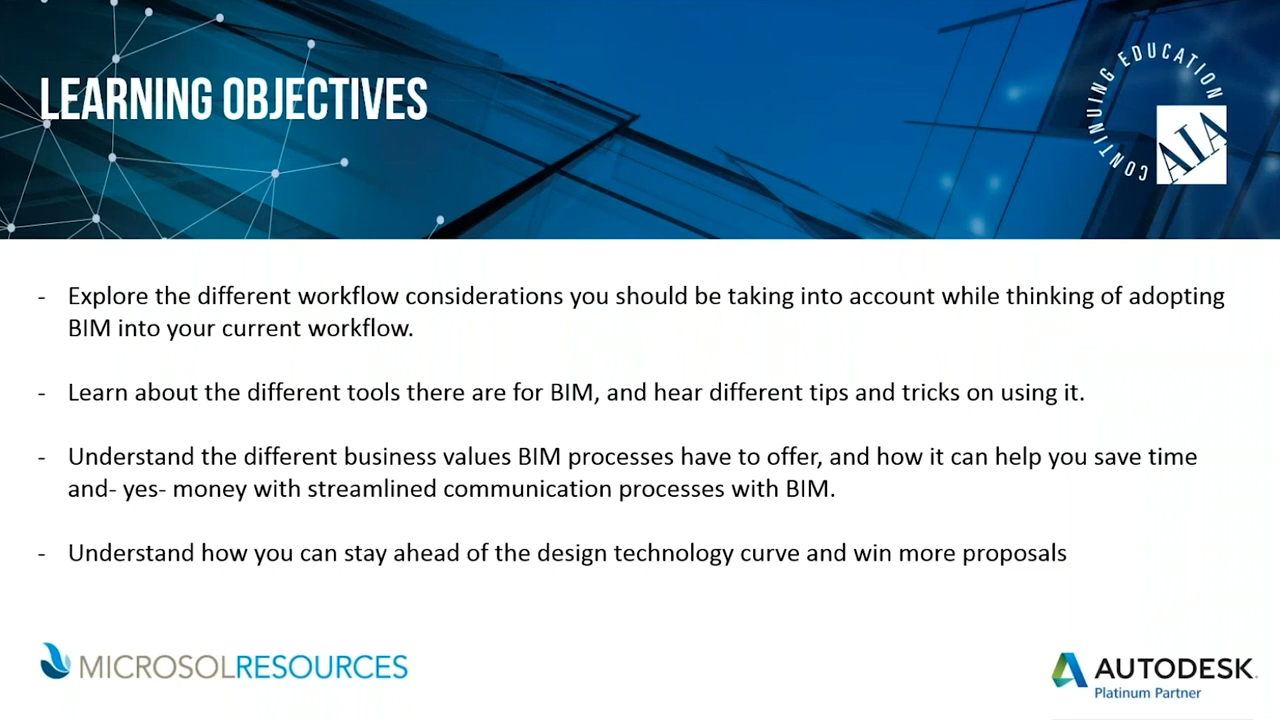 LEARNING OBJECTIVES
CONTINUING EDUCATION
AIA
- Explore the different workflow considerations you should be taking into account while thinking of adopting
BIM into your current workflow.
- Learn about the different tools there are for BIM, and hear different tips and tricks on using it.
- Understand the different business values BIM processes have to offer, and how it can help you save time
and- yes- money with streamlined communication processes with BIM.
- Understand how you can stay ahead of the design technology curve and win more proposals
MICROSOLRESOURCES
AUTODESK.
Platinum Partner